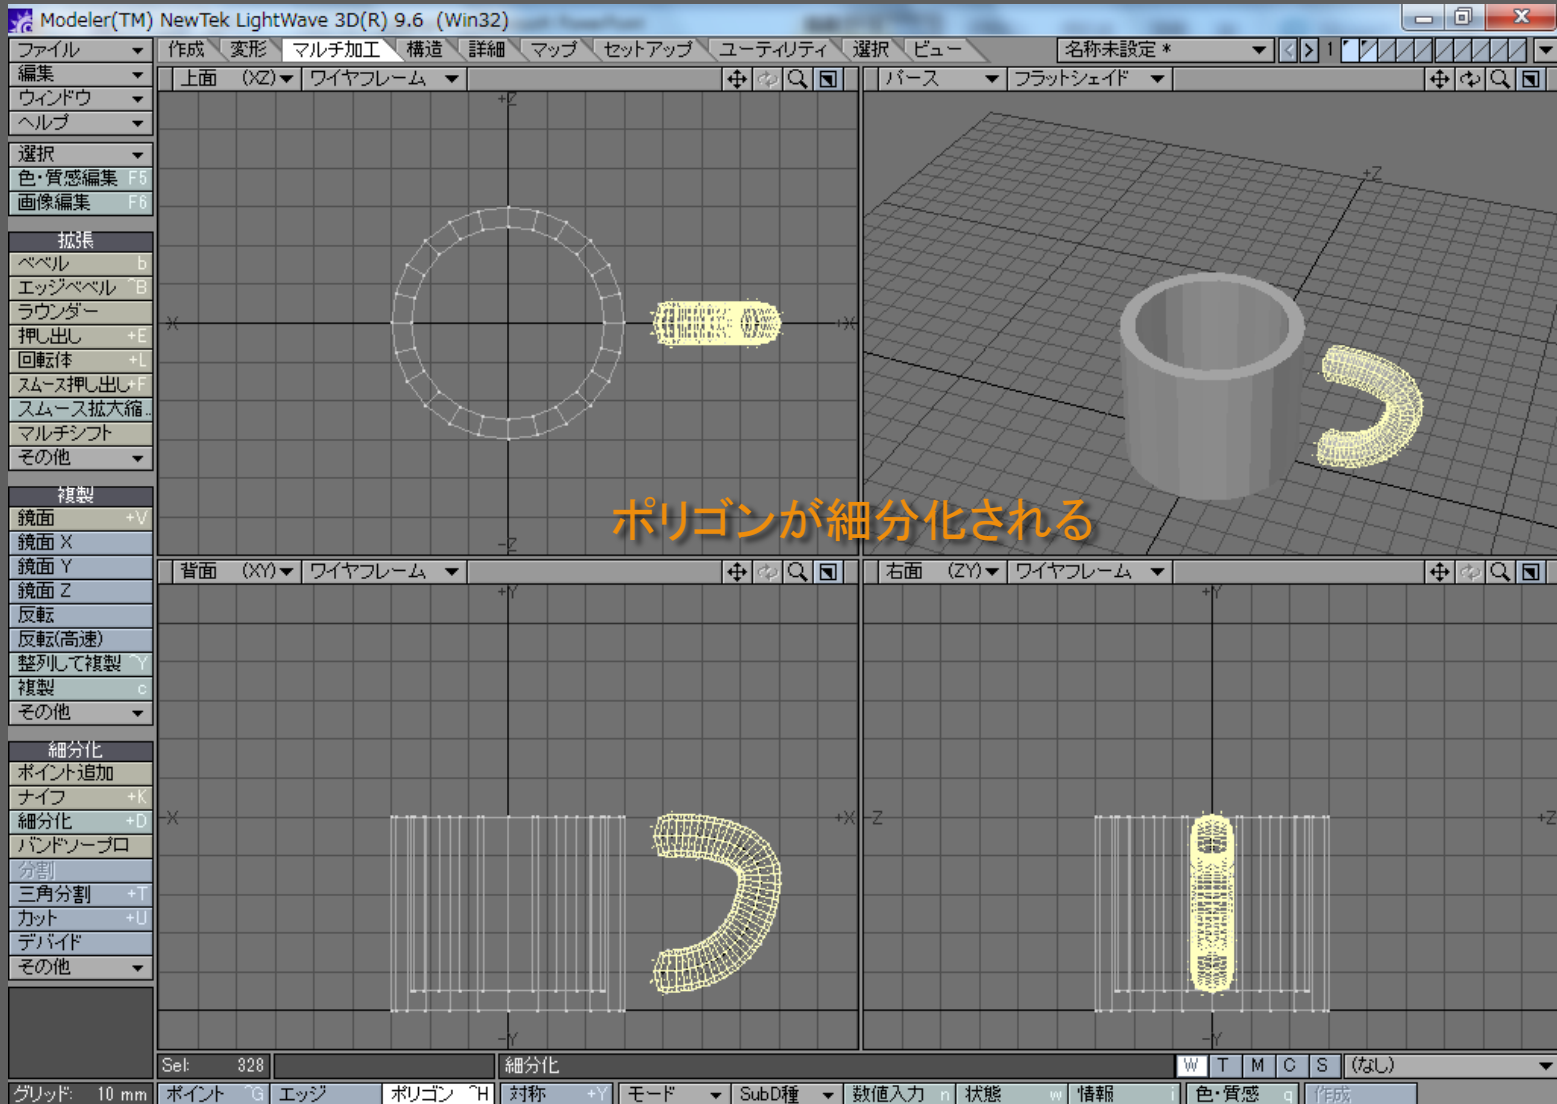 Modeler(TM) NewTek LightWave 3D(R) 9.6 (Win32)
ファイル
作成 変形 マルチ加工 構造 詳細 マップ セットアップ ユーティリティ 選択 ビュー
名称未設定 * 1
編集
ウィンドウ
ヘルプ
上面 (XZ) ワイヤフレーム
パース フラットシェイド
選択
色・質感編集 F5
画像編集 F6
拡張
ベベル b
エッジベベル ^B
ラウンダー
押し出し +E
回転体 +L
スムース押し出し +F
スムース拡大縮..
マルチシフト
その他
複製
鏡面 +V
鏡面 X
鏡面 Y
鏡面 Z
反転
反転(高速)
整列して複製 ^Y
複製 c
その他
細分化
ポイント追加
ナイフ +K
細分化 +D
バンドソープロ
分割
三角分割 +T
カット +U
デバイド
その他
+Z
-X +X
-Z
+Z
ポリゴンが細分化される
背面 (XY) ワイヤフレーム
右面 (ZY) ワイヤフレーム
+Y
-X +X
-Y
+Y
-Z +Z
-Y
Sel: 328
細分化
W T M C S (なし)
グリッド: 10 mm
ポイント ^G エッジ ポリゴン ^H 対称 +Y モード SubD種 数値入力 n 状態 w 情報 i 色・質感 q 作成